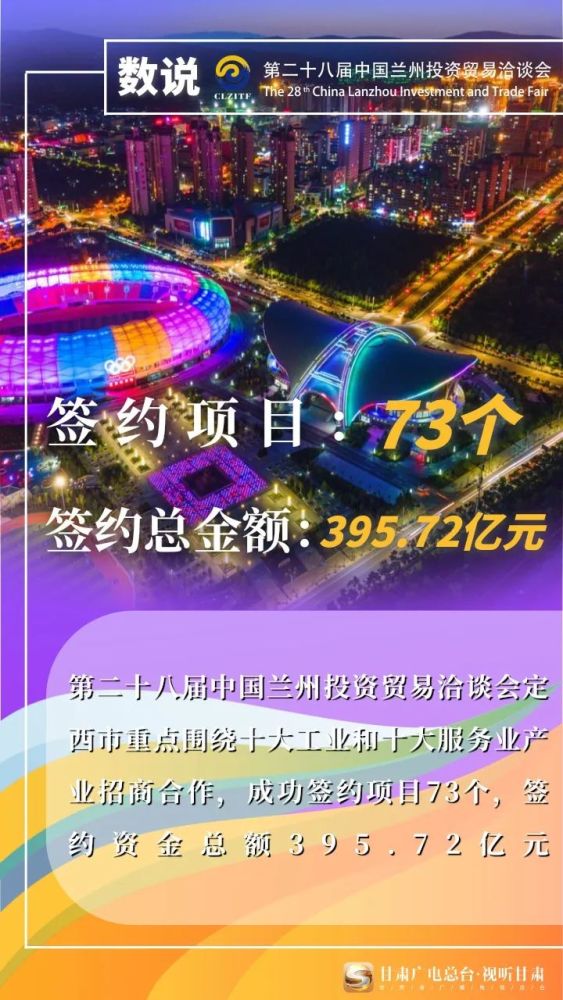 数说
CLZITF
第二十八届中国兰州投资贸易洽谈会
The 28th China Lanzhou Investment and Trade Fair
签约项目：73个
签约总金额：395.72亿元
第二十八届中国兰州投资贸易洽谈会定
西市重点围绕十大工业和十大服务业产
业招商合作，成功签约项目73个，签
约资金总额395.72亿元
甘肃广电总台·视听甘肃